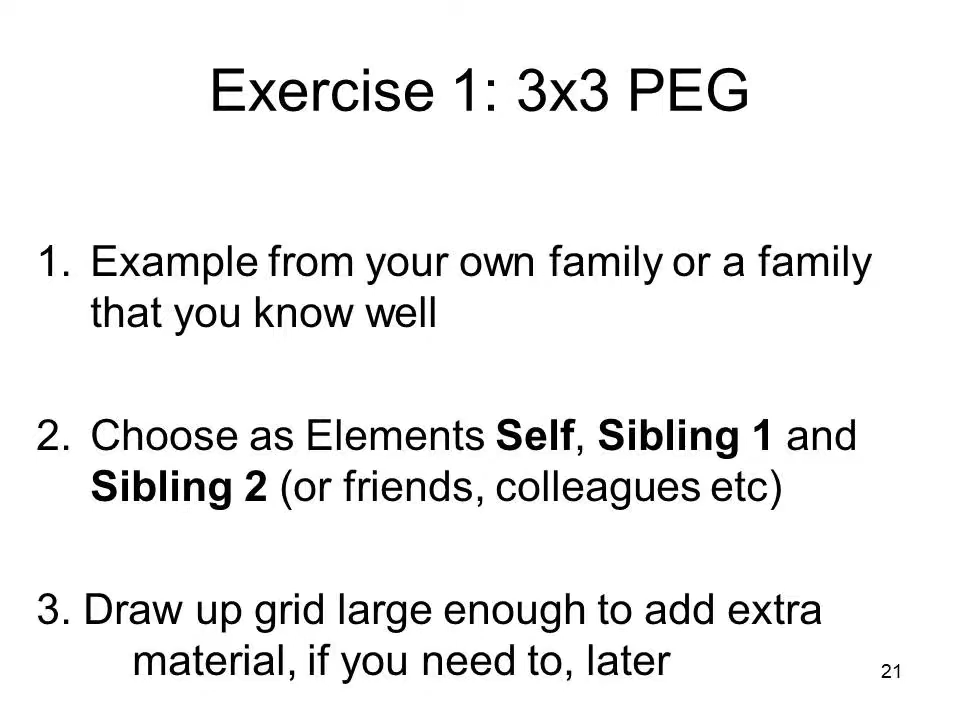 Exercise 1: 3x3 PEG
1. Example from your own family or a family
that you know well
2. Choose as Elements Self, Sibling 1 and
Sibling 2 (or friends, colleagues etc)
3. Draw up grid large enough to add extra
material, if you need to, later
21